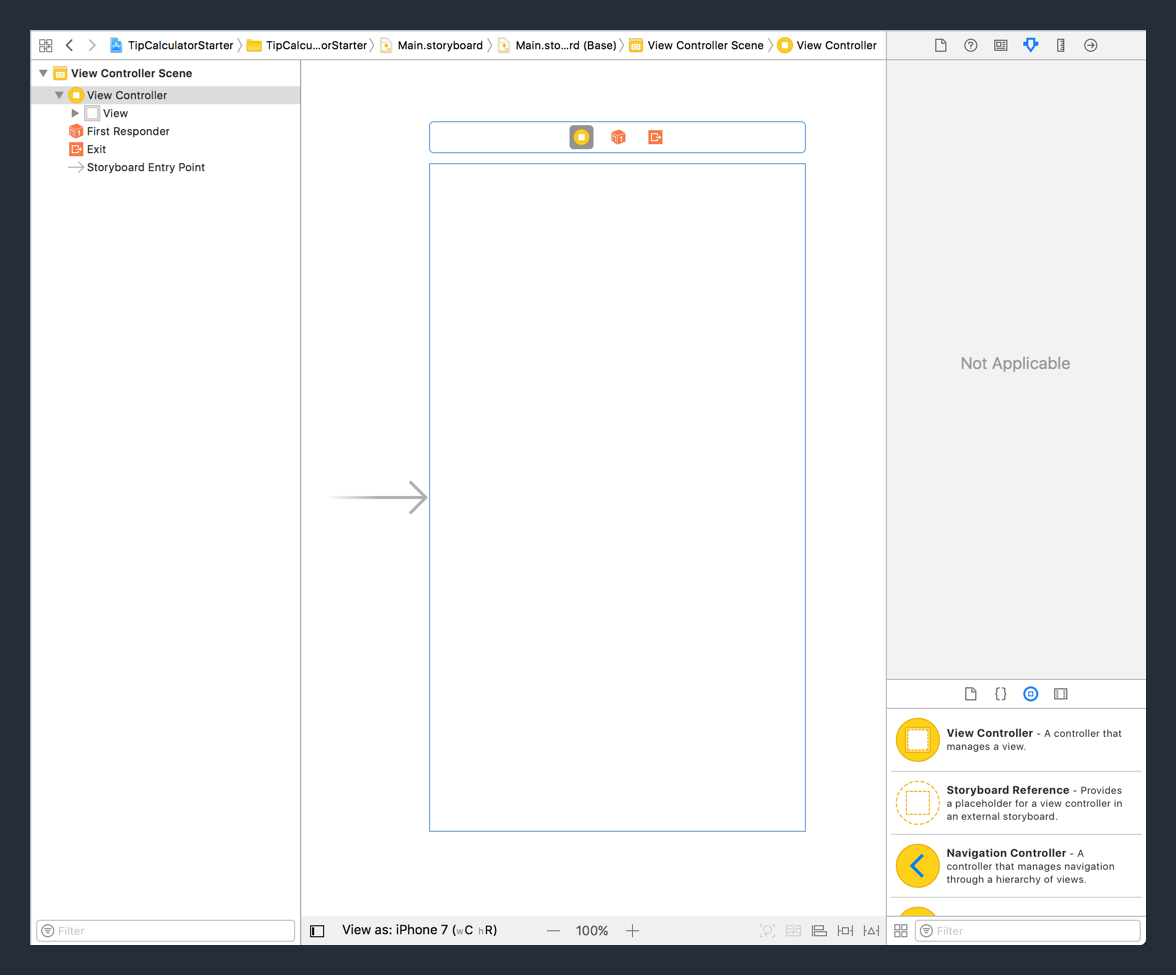 TipCalculatorStarter
TipCalcu...orStarter
Main.storyboard
Main.sto...rd (Base)
View Controller Scene
View Controller
View Controller Scene
View Controller
View
First Responder
Exit
Storyboard Entry Point
Filter
1
View as: iPhone 7 (wC hR)
100%
Not Applicable
View Controller - A controller that
manages a view.
Storyboard Reference - Provides
a placeholder for a view controller in
an external storyboard.
Navigation Controller - A
controller that manages navigation
through a hierarchy of views.
Filter